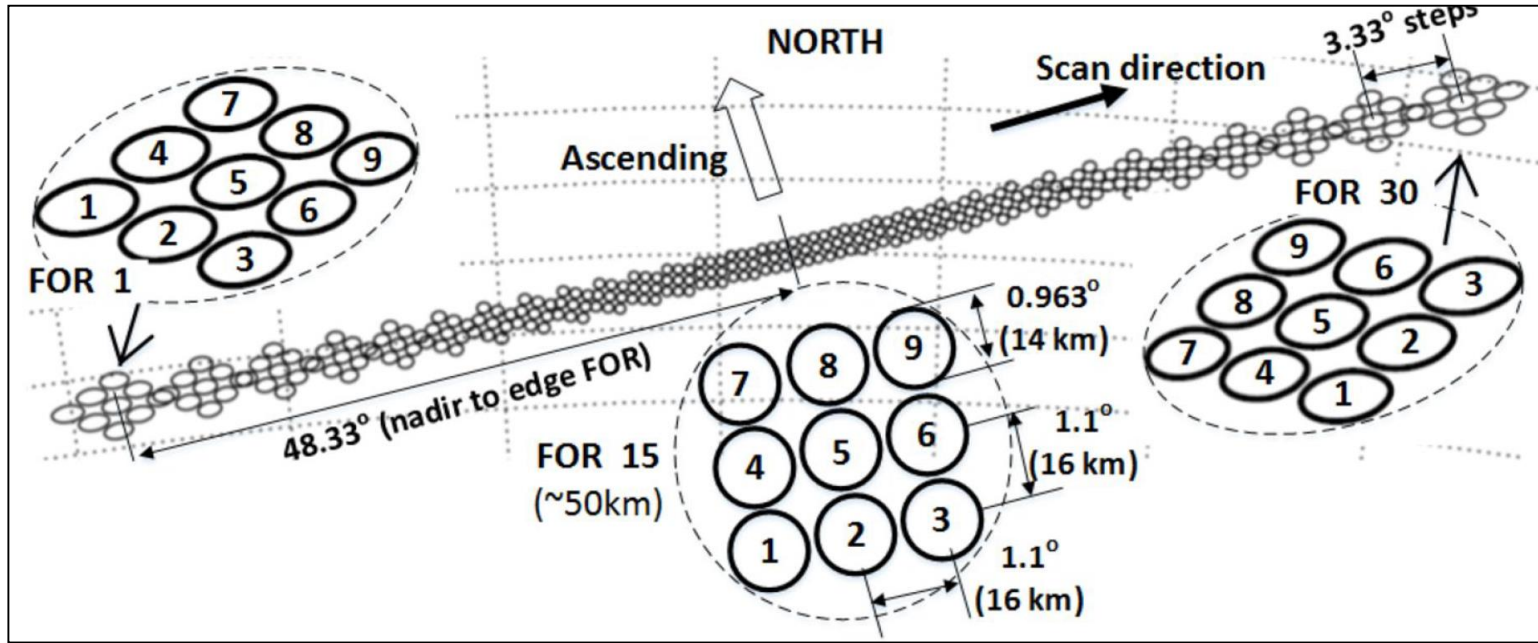 NORTH
3.33° steps
Scan direction
Ascending
7
8
4
9
5
1
6
2
3
FOR 1
FOR 30
9
6
3
8
5
2
7
4
1
48.33° (nadir to edge FOR)
0.963°
(14 km)
9
8
7
1.1°
(16 km)
6
5
4
FOR 15
(~50km)
3
2
1
1.1°
(16 km)